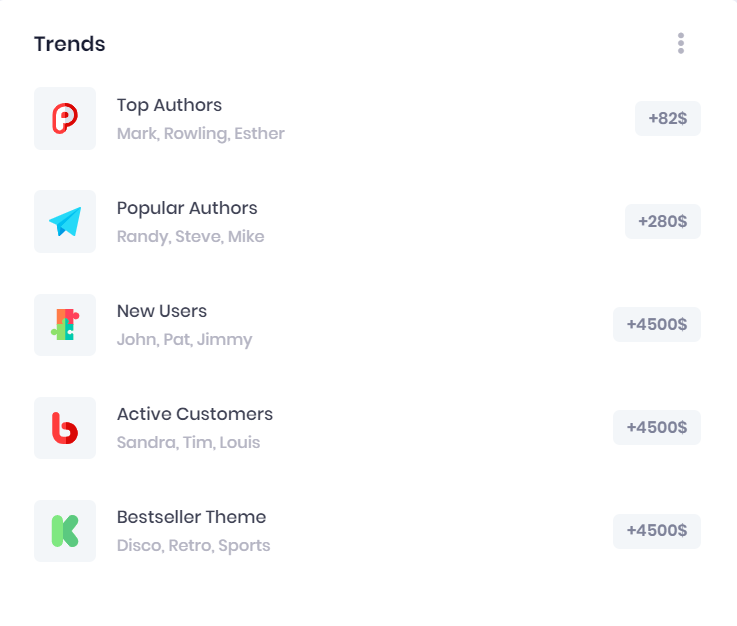 Trends
Top Authors
Mark, Rowling, Esther
+82$
Popular Authors
Randy, Steve, Mike
+280$
New Users
John, Pat, Jimmy
+4500$
Active Customers
Sandra, Tim, Louis
+4500$
Bestseller Theme
Disco, Retro, Sports
+4500$